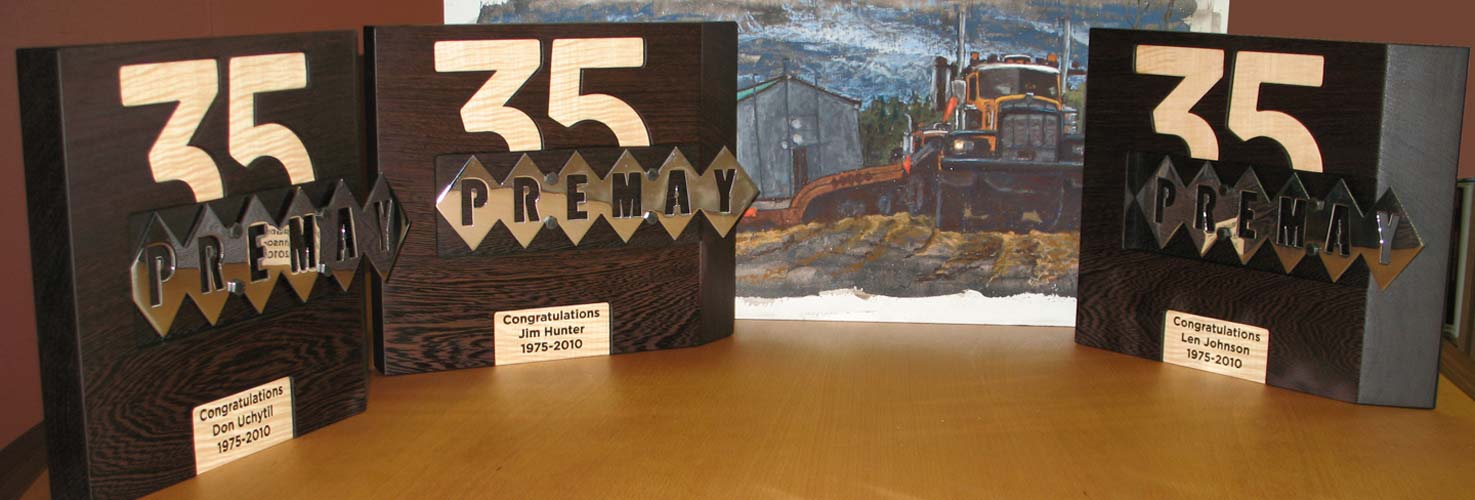 35
PREMAY
Congratulations
Don Uchytil
1975-2010
35
PREMAY
Congratulations
Jim Hunter
1975-2010
35
PREMAY
Congratulations
Len Johnson
1975-2010